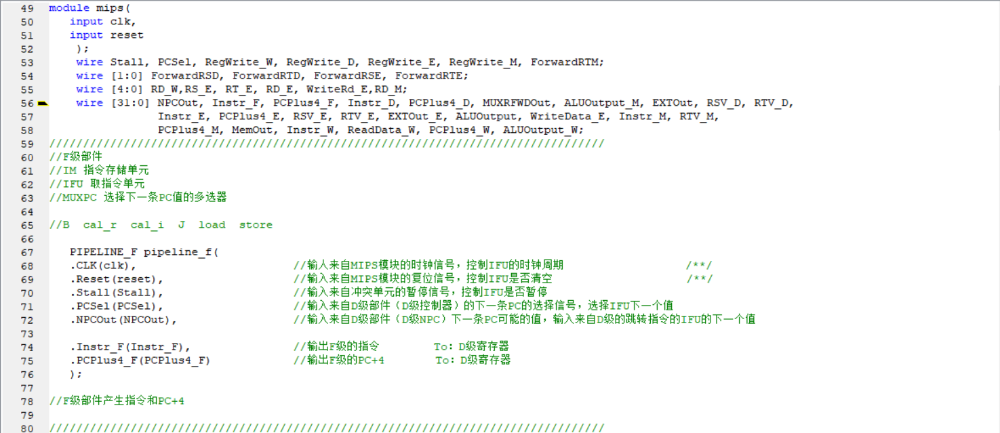 49 module mips(
50 input clk,
51 input reset
52 );
53 wire Stall, PCSel, RegWrite_W, RegWrite_D, RegWrite_E, RegWrite_M, ForwardRTM;
54 wire [1:0] ForwardRSD, ForwardRTD, ForwardRSE, ForwardRTE;
55 wire [4:0] RD_W,RS_E, RT_E, RD_E, WriteRd_E,RD_M;
56 wire [31:0] NPCOut, Instr_F, PCPlus4_F, Instr_D, PCPlus4_D, MUXRFWDOut, ALUOutput_M, EXTOut, RSV_D, RTV_D,
57 Instr_E, PCPlus4_E, RSV_E, RTV_E, EXTOut_E, ALUOutput, WriteData_E, Instr_M, RTV_M,
58 PCPlus4_M, MemOut, Instr_W, ReadData_W, PCPlus4_W, ALUOutput_W;
59 //////////////////////////////////////////////////////////////////////////////////
60 //F级部件
61 //IM 指令存储单元
62 //IFU 取指令单元
63 //MUXPC 选择下一条PC值的多选器
64
65 //B cal_r cal_i J load store
66
67 PIPELINE_F pipeline_f(
68 .CLK(clk), //输入来自MIPS模块的时钟信号，控制IFU的时钟周期 /**/
69 .Reset(reset), //输入来自MIPS模块的复位信号，控制IFU是否清空 /**/
70 .Stall(Stall), //输入来自冲突单元的暂停信号，控制IFU是否暂停
71 .PCSel(PCSel), //输入来自D级部件（D级控制器）的下一条PC的选择信号，选择IFU下一个值
72 .NPCOut(NPCOut), //输入来自D级部件（D级NPC）下一条PC可能的值，输入来自D级的跳转指令的IFU的下一个值
73
74 .Instr_F(Instr_F), //输出F级的指令 To：D级寄存器
75 .PCPlus4_F(PCPlus4_F) //输出F级的PC+4 To：D级寄存器
76 );
77
78 //F级部件产生指令和PC+4
79
80 //////////////////////////////////////////////////////////////////////////////////